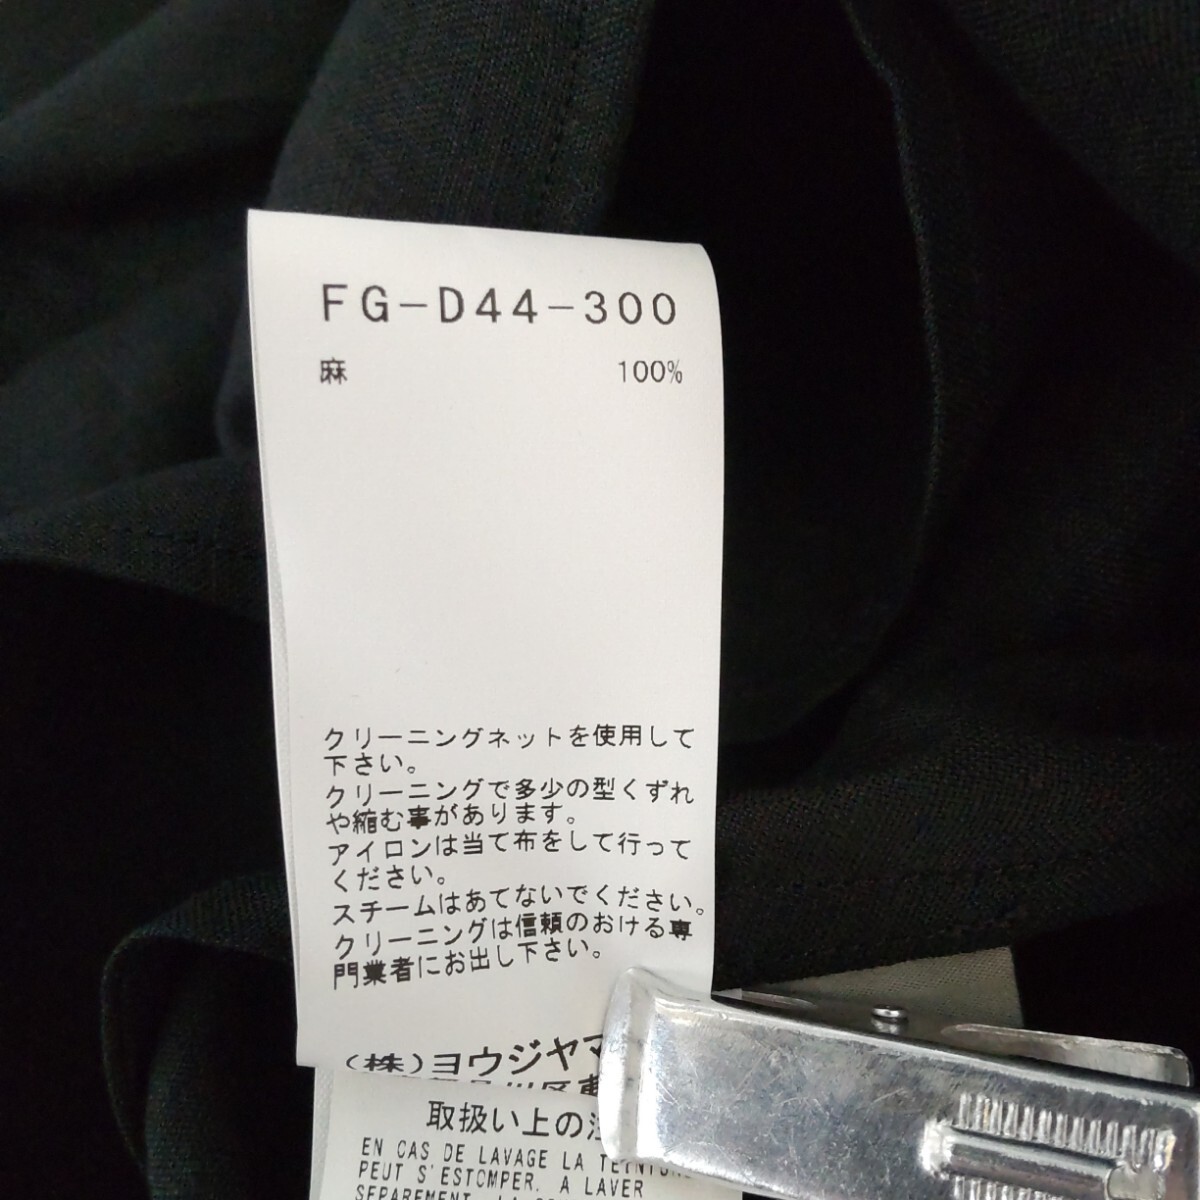 FG-D44-300
麻 100%
クリーニングネットを使用して
下さい。
クリーニングで多少の型くずれ
や縮む事があります。
アイロンは当て布をして行って
ください。
スチームはあてないでください。
クリーニングは信頼のおける専
門業者にお出し下さい。
(株)ヨウジヤマ
取扱い上の
EN CAS DE LAVAGE LA TEINTURE
PEUT S'ESTOMPER. A LAVER
SEPAREMENT.